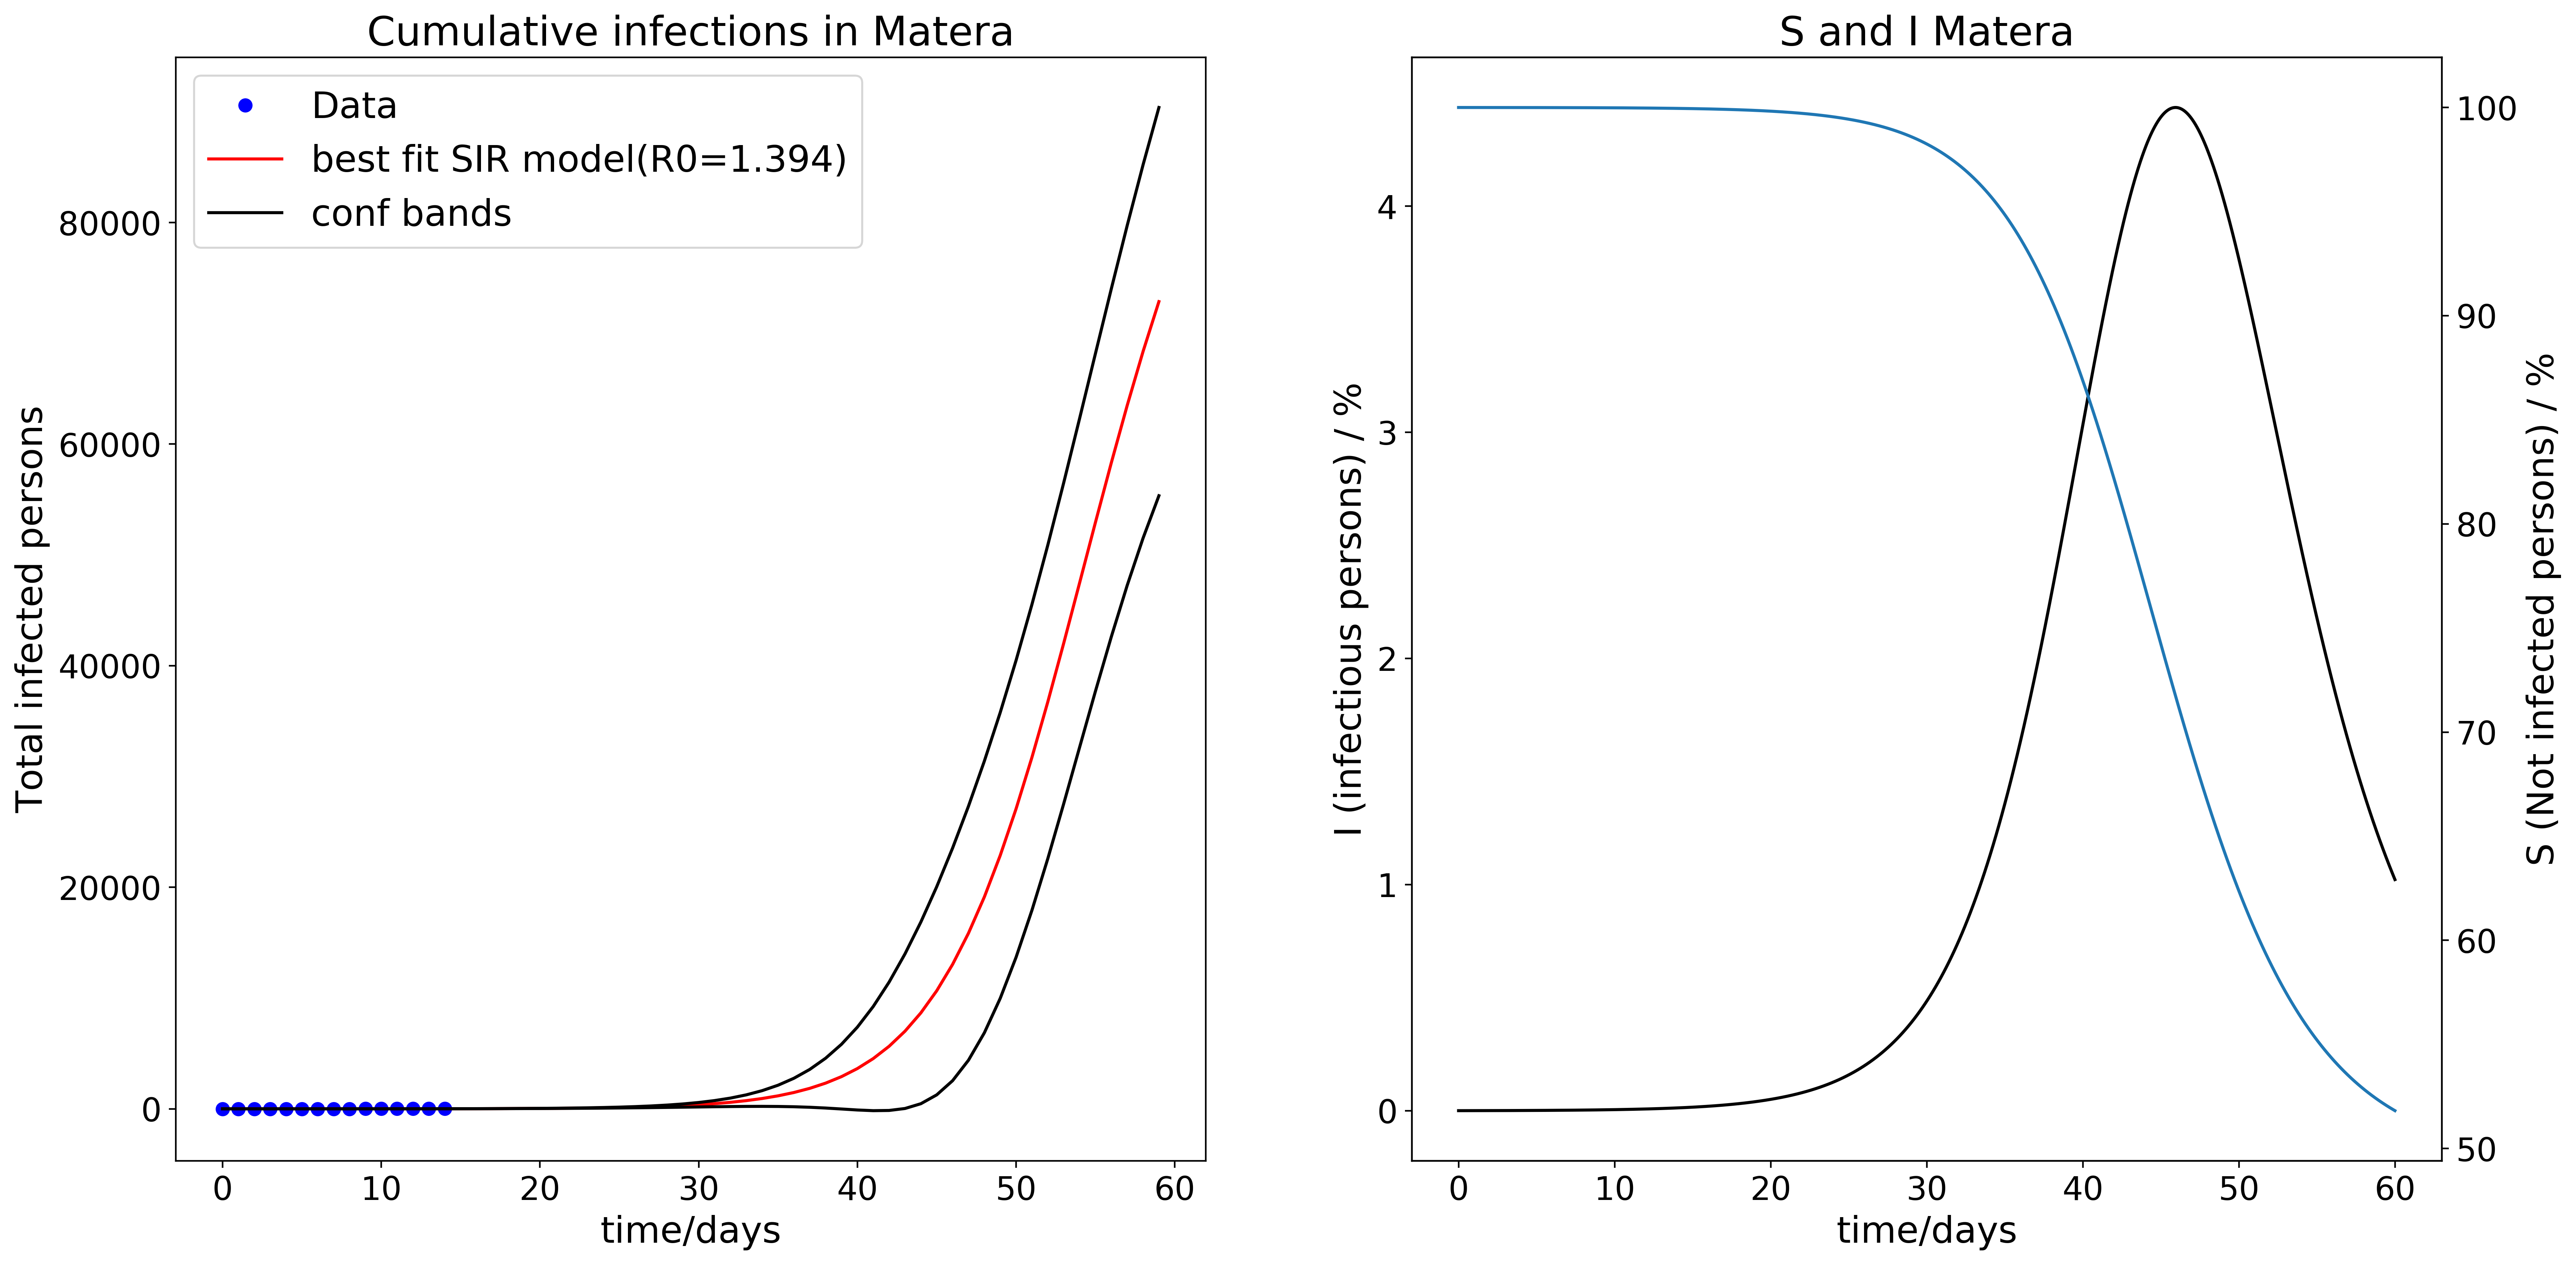 Cumulative infections in Matera
Data
best fit SIR model(R0=1.394)
conf bands
Total infected persons
80000
60000
40000
20000
0
0 10 20 30 40 50 60
time/days
S and I Matera
I (infectious persons) / %
4
3
2
1
0
0 10 20 30 40 50 60
time/days
100
90
80
70
60
50
S (Not infected persons) / %